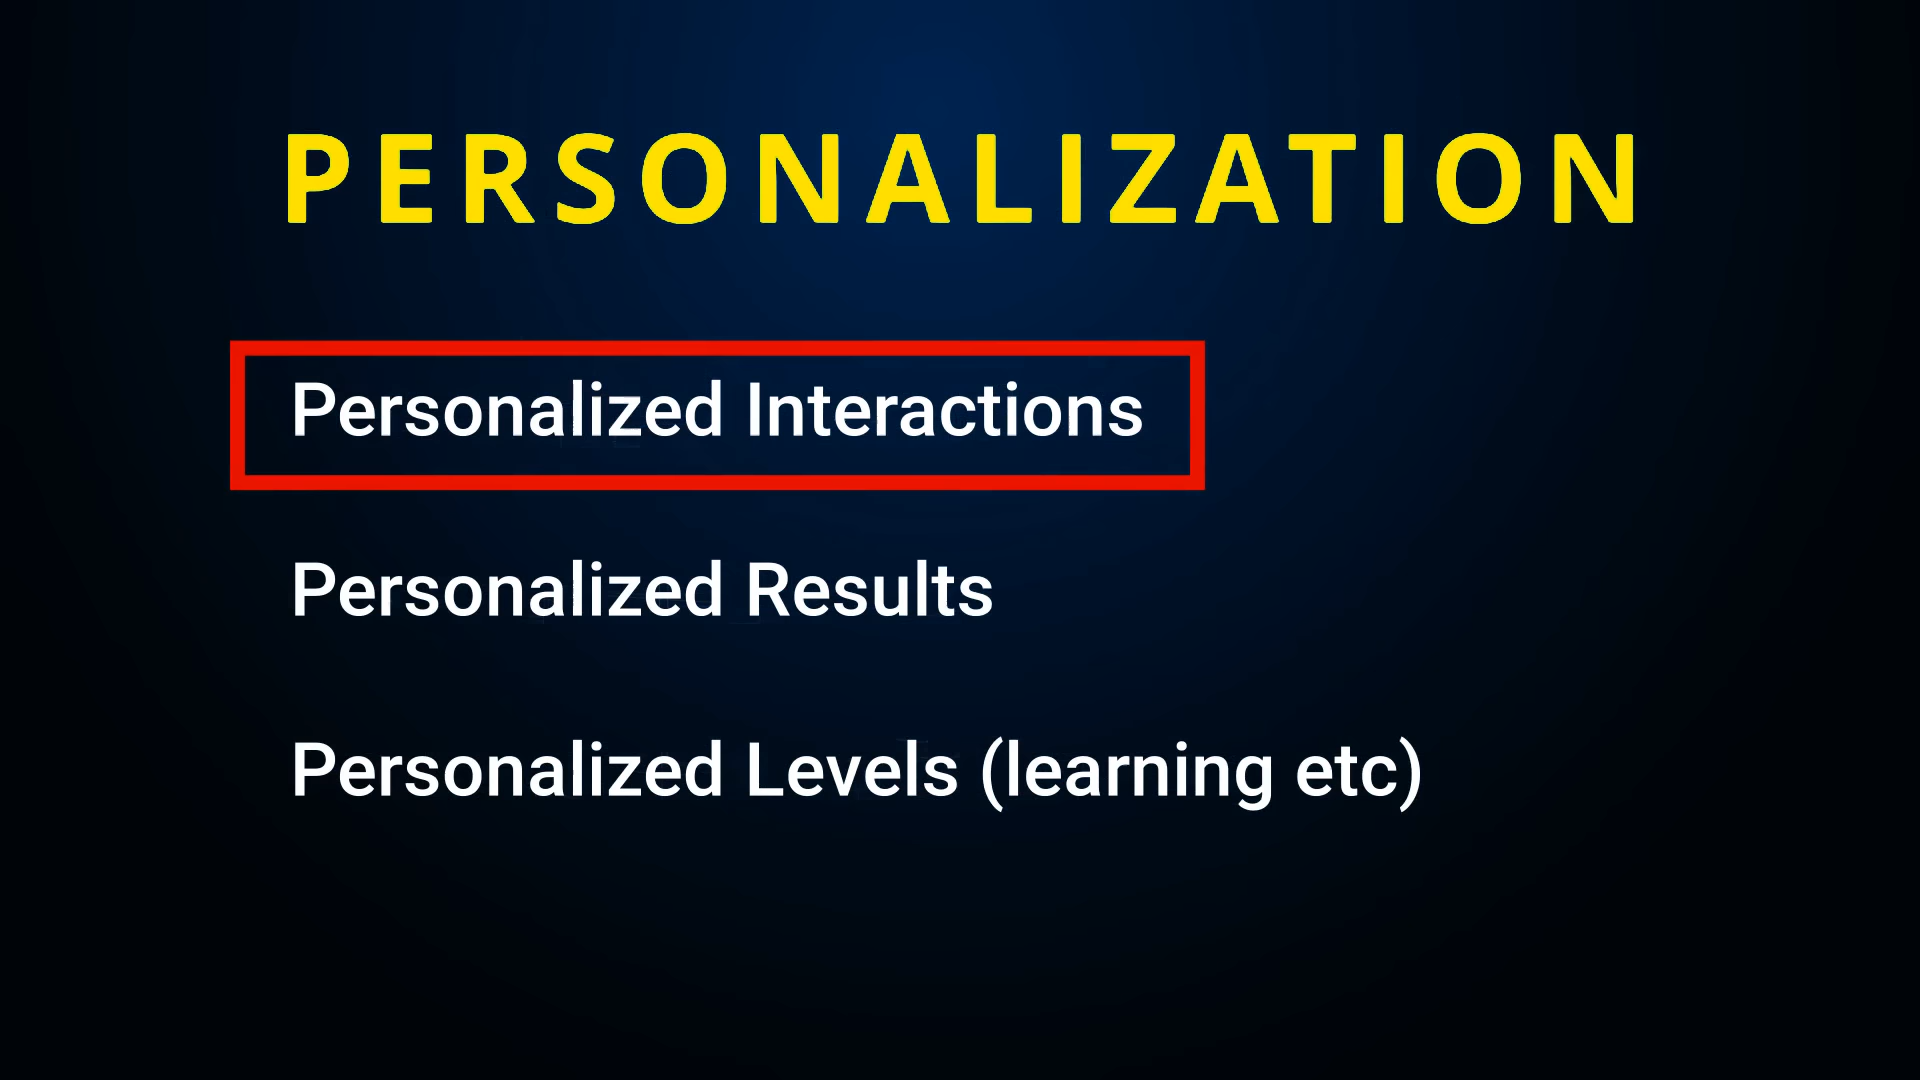 PERSONALIZATION
Personalized Interactions
Personalized Results
Personalized Levels (learning etc)